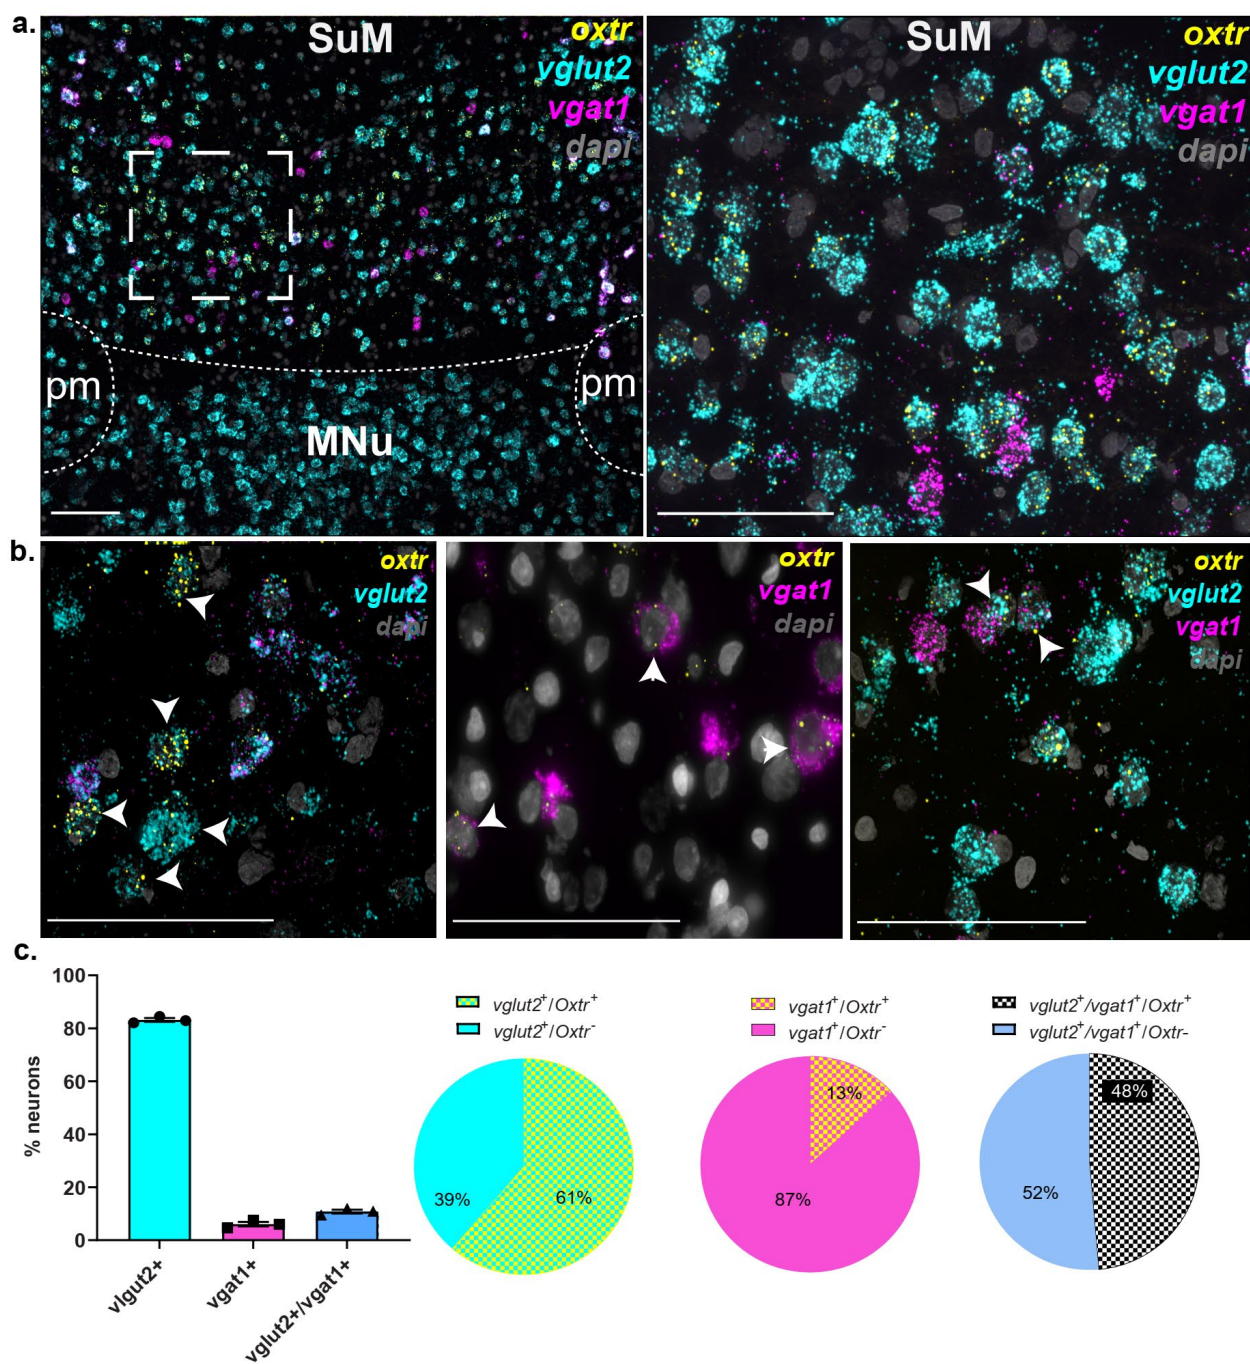 a.
SuM
oxtr
vglut2
vgat1
dapi
pm
pm
MNu
SuM
oxtr
vglut2
vgat1
dapi
b.
oxtr
vglut2
dapi
oxtr
vgat1
dapi
oxtr
vglut2
vgat1
dapi
c.
% neurons
100
80
60
40
20
0
vlgut2+
vgat1+
vglut2+/vgat1+
vglut2+/Oxtr+
vglut2+/Oxtr-
39%
61%
vgat1+/Oxtr+
vgat1+/Oxtr-
13%
87%
vglut2+/vgat1+/Oxtr+
vglut2+/vgat1+/Oxtr-
48%
52%